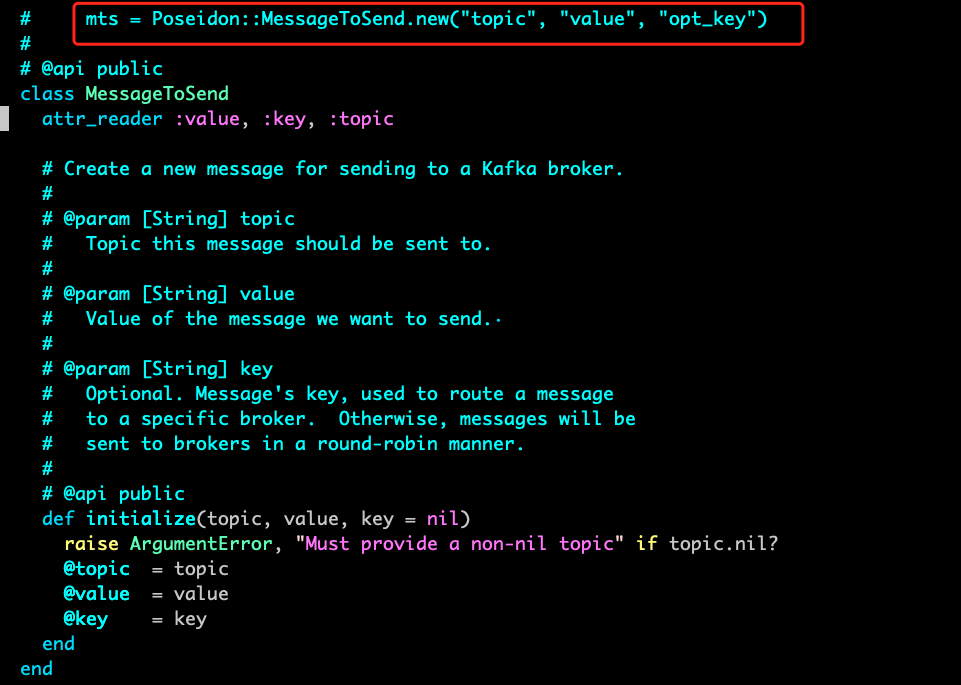 #     mts = Poseidon::MessageToSend.new("topic", "value", "opt_key")
#
# @api public
class MessageToSend
  attr_reader :value, :key, :topic

  # Create a new message for sending to a Kafka broker.
  #
  # @param [String] topic
  #   Topic this message should be sent to.
  #
  # @param [String] value
  #   Value of the message we want to send.·
  #
  # @param [String] key
  #   Optional. Message's key, used to route a message
  #   to a specific broker.  Otherwise, messages will be
  #   sent to brokers in a round-robin manner.
  #
  # @api public
  def initialize(topic, value, key = nil)
    raise ArgumentError, "Must provide a non-nil topic" if topic.nil?
    @topic  = topic
    @value  = value
    @key    = key
  end
end